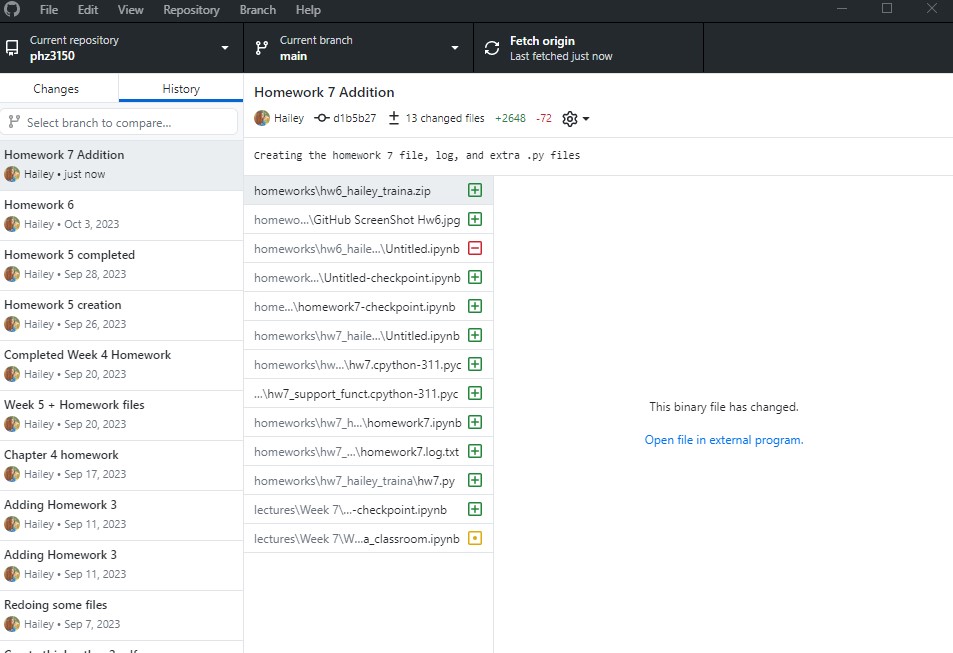 File Edit View Repository Branch Help
Current repository
phz3150
Current branch
main
Fetch origin
Last fetched just now
Changes
History
Select branch to compare...
Homework 7 Addition
Hailey • just now
Homework 6
Hailey • Oct 3, 2023
Homework 5 completed
Hailey • Sep 28, 2023
Homework 5 creation
Hailey • Sep 26, 2023
Completed Week 4 Homework
Hailey • Sep 20, 2023
Week 5 + Homework files
Hailey • Sep 20, 2023
Chapter 4 homework
Hailey • Sep 17, 2023
Adding Homework 3
Hailey • Sep 11, 2023
Adding Homework 3
Hailey • Sep 11, 2023
Redoing some files
Hailey • Sep 7, 2023
Homework 7 Addition
Hailey d1b5b27 13 changed files +2648 -72
Creating the homework 7 file, log, and extra .py files
homeworks\hw6_hailey_traina.zip
homewo...\GitHub ScreenShot Hw6.jpg
homeworks\hw6_haile...\Untitled.ipynb
homework...\Untitled-checkpoint.ipynb
home...\homework7-checkpoint.ipynb
homeworks\hw7_haile...\Untitled.ipynb
homeworks\hw...\hw7.cpython-311.pyc
...\hw7_support_funct.cpython-311.pyc
homeworks\hw7_h...\homework7.ipynb
homeworks\hw7_...\homework7.log.txt
homeworks\hw7_hailey_traina\hw7.py
lectures\Week 7\...-checkpoint.ipynb
lectures\Week 7\W...a_classroom.ipynb
This binary file has changed.
Open file in external program.